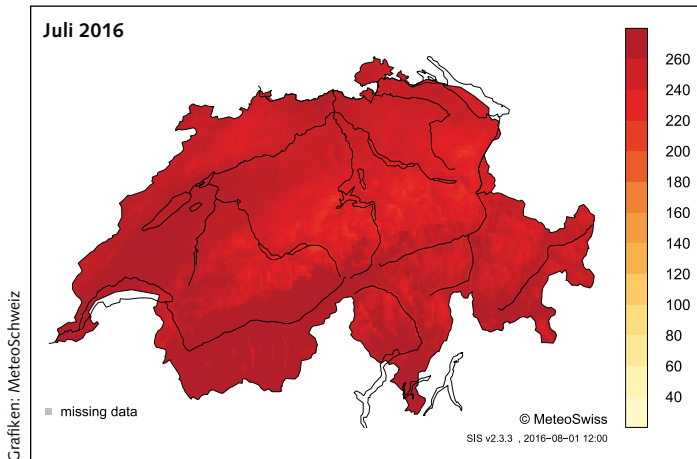 Juli 2016
260
240
220
200
180
160
140
120
100
80
60
40
missing data
© MeteoSwiss
SIS v2.3.3 , 2016−08−01 12:00
Grafiken: MeteoSchweiz